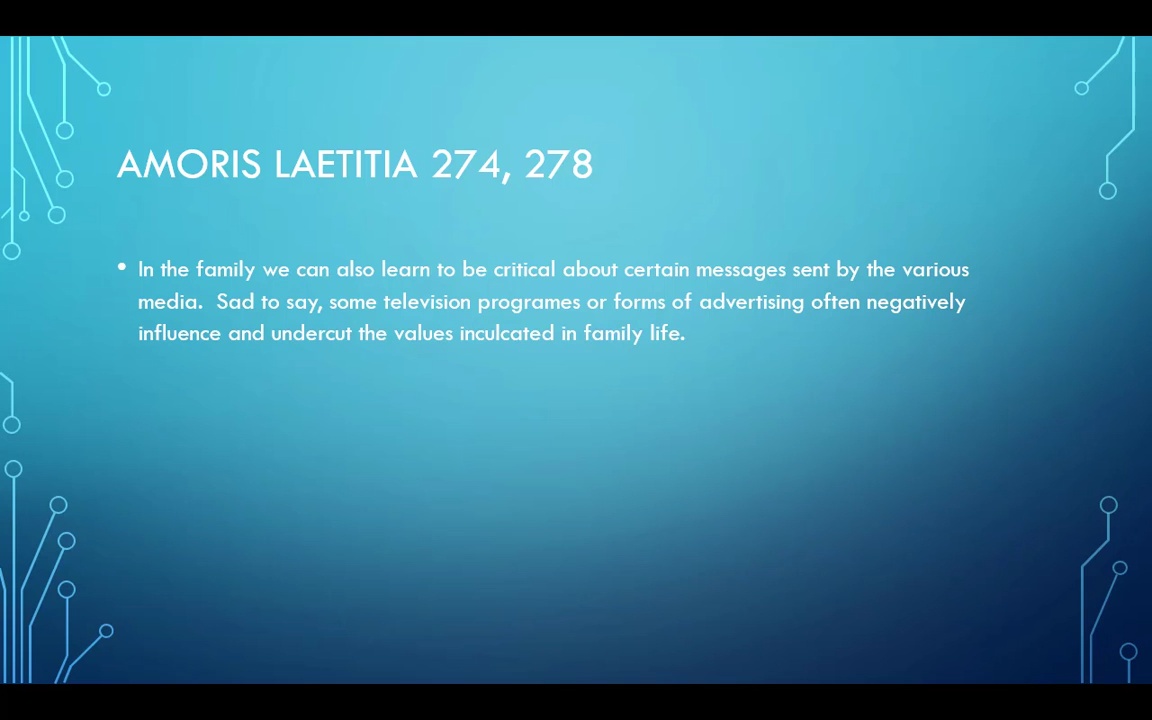 AMORIS LAETITIA 274, 278
• In the family we can also learn to be critical about certain messages sent by the various
media.  Sad to say, some television programes or forms of advertising often negatively
influence and undercut the values inculcated in family life.